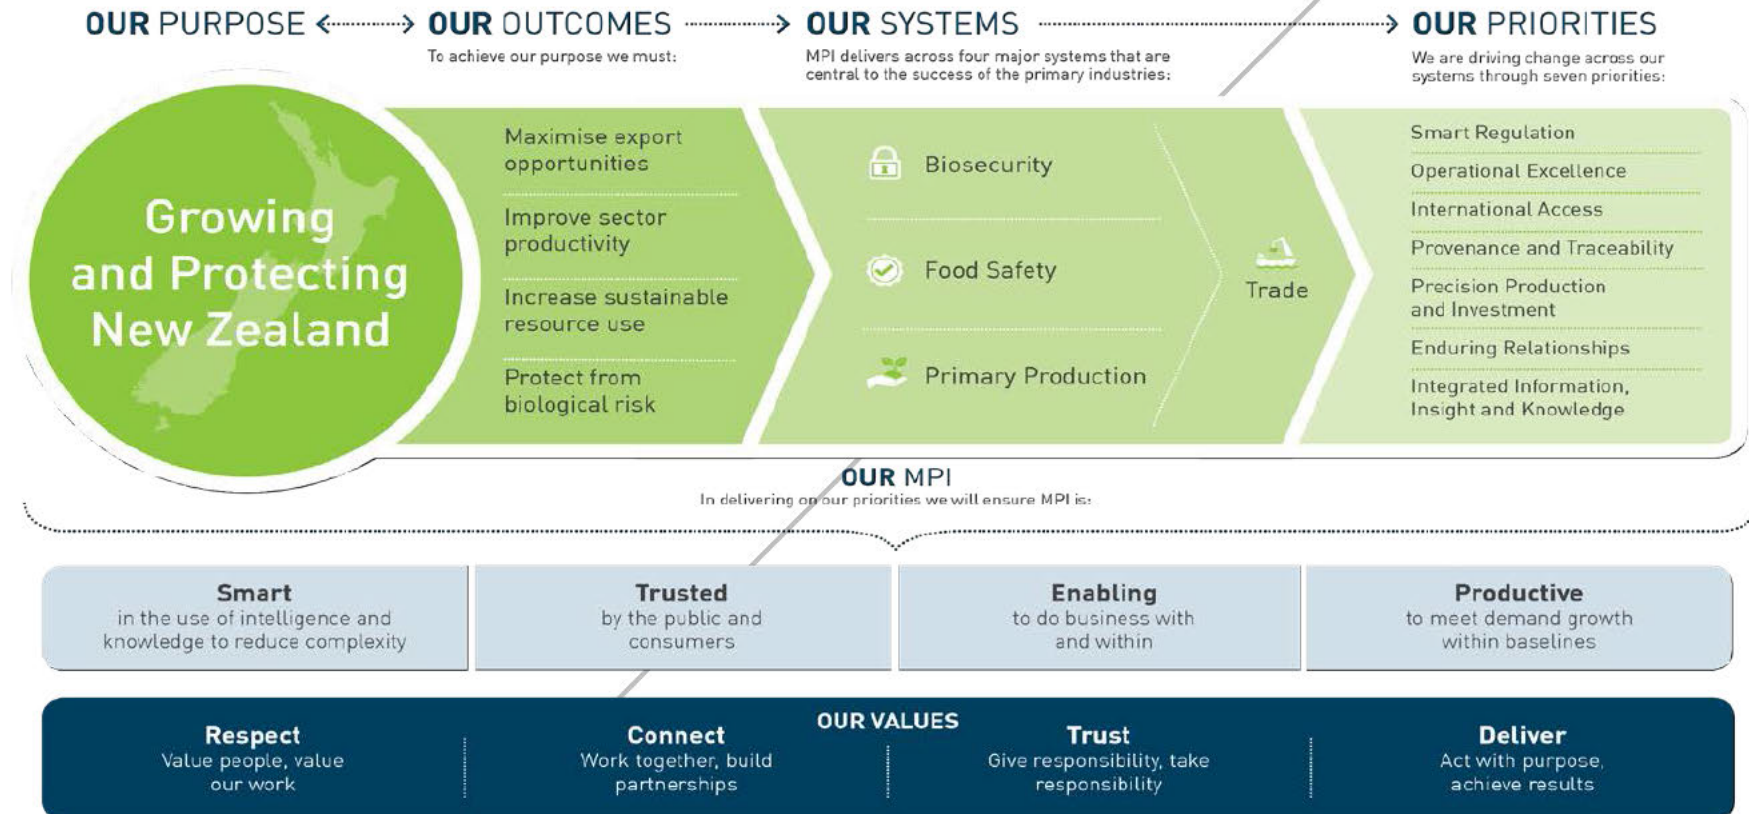 OUR PURPOSE
OUR OUTCOMES
To achieve our purpose we must:
OUR SYSTEMS
MPI delivers across four major systems that are
central to the success of the primary industries:
OUR PRIORITIES
We are driving change across our
systems through seven priorities:
Growing
and Protecting
New Zealand
Maximise export
opportunities
Improve sector
productivity
Increase sustainable
resource use
Protect from
biological risk
Biosecurity
Food Safety
Primary Production
Trade
Smart Regulation
Operational Excellence
International Access
Provenance and Traceability
Precision Production
and Investment
Enduring Relationships
Integrated Information,
Insight and Knowledge
OUR MPI
In delivering on our priorities we will ensure MPI is:
Smart
in the use of intelligence and
knowledge to reduce complexity
Trusted
by the public and
consumers
Enabling
to do business with
and within
Productive
to meet demand growth
within baselines
OUR VALUES
Respect
Value people, value
our work
Connect
Work together, build
partnerships
Trust
Give responsibility, take
responsibility
Deliver
Act with purpose,
achieve results